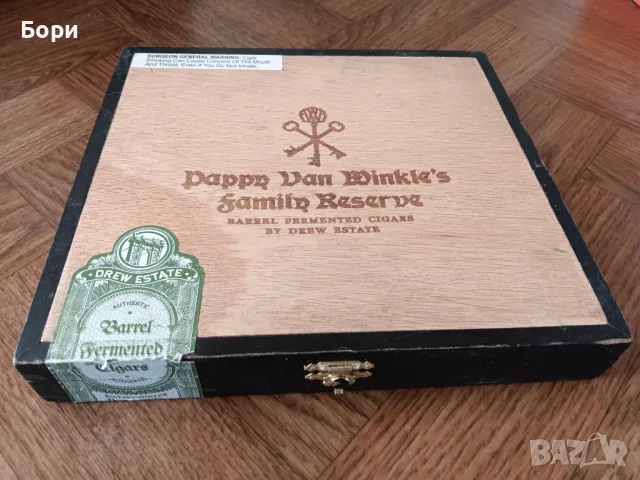 Бори
SURGEON GENERAL WARNING: Cigar
Smoking Can Cause Cancers Of The Mouth
And Throat, Even If You Do Not Inhale.
Pappy Van Winkle's
Family Reserve
BARREL FERMENTED CIGARS
BY DREW ESTATE
DREW ESTATE
AUTHENTIC
Barrel
Fermented
Cigars
BAZAR